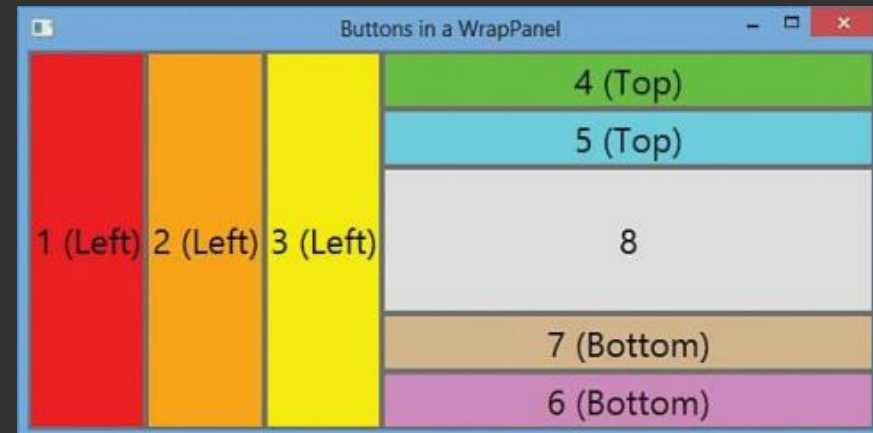 Buttons in a WrapPanel
1 (Left)
2 (Left)
3 (Left)
4 (Top)
5 (Top)
8
7 (Bottom)
6 (Bottom)